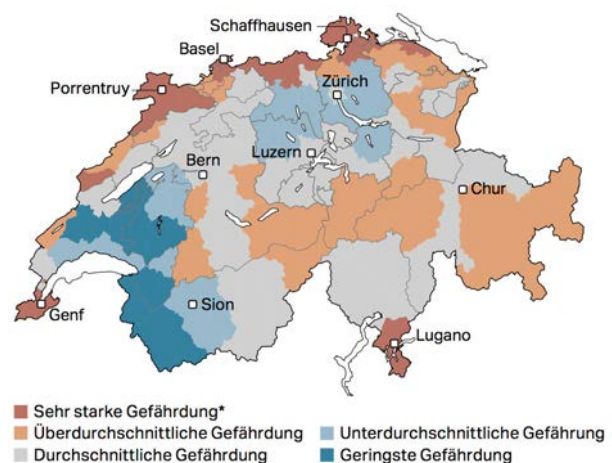 Schaffhausen
Basel
Porrentruy
Zürich
Luzern
Bern
Chur
Sion
Genf
Lugano
Sehr starke Gefährdung*
Überdurchschnittliche Gefährdung
Unterdurchschnittliche Gefährung
Durchschnittliche Gefährdung
Geringste Gefährdung